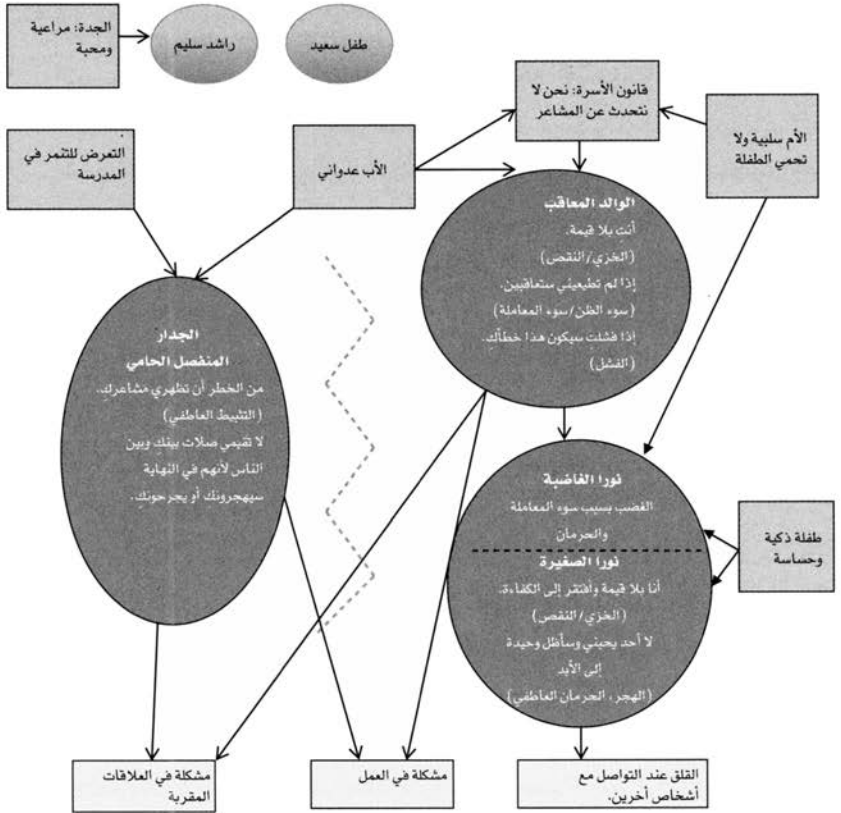 الجدة: مراعية
ومحبة
راشد سليم
طفل سعيد
قانون الأسرة: نحن لا
نتحدث عن المشاعر
الأم سلبية ولا
تحمي الطفلة
التعرض للتنمر في
المدرسة
الأب عدواني
الوالد المعاقب
أنتِ بلا قيمة.
(الخزي/النقص)
إذا لم تطيعيني ستعاقبين.
(سوء الظن/سوء المعاملة)
إذا فشلت سيكون هذا خطأكِ.
(الفشل)
الجدار
المنفصل الحامي
من الخطر أن تظهري مشاعركِ.
(التثبيط العاطفي)
لا تقيمي صلات بينكِ وبين
الناس لأنهم في النهاية
سيهجرونك أو يجرحونكِ.
نورا الغاضبة
الغضب بسبب سوء المعاملة
والحرمان
نورا الصغيرة
أنا بلا قيمة وأفتقر إلى الكفاءة.
(الخزي/النقص)
لا أحد يحبني وسأظل وحيدة
إلى الأبد
(الهجر، الحرمان العاطفي)
طفلة ذكية
وحساسة
مشكلة في العلاقات
المقربة
مشكلة في العمل
القلق عند التواصل مع
أشخاص أخرين.